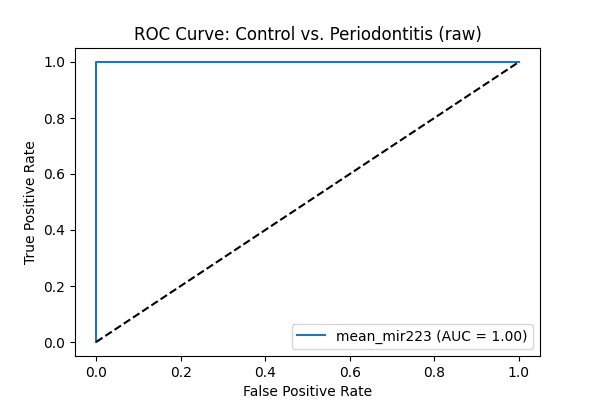 ROC Curve: Control vs. Periodontitis (raw)
True Positive Rate
1.0
0.8
0.6
0.4
0.2
0.0
mean_mir223 (AUC = 1.00)
0.0 0.2 0.4 0.6 0.8 1.0
False Positive Rate